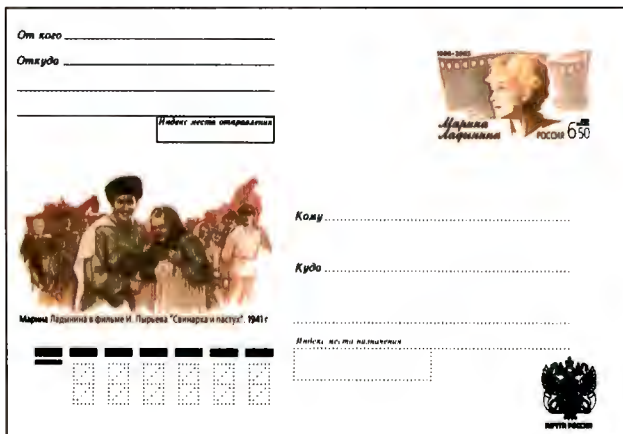 От кого
Откуда
Индекс места отправления
1908-2003
Марина
Ладынина
РОССИЯ 6 50
Марина Ладынина в фильме И. Пырьева "Свинарка и пастух". 1941 г
Кому
Куда
Индекс места назначения
ПОЧТА РОССИИ